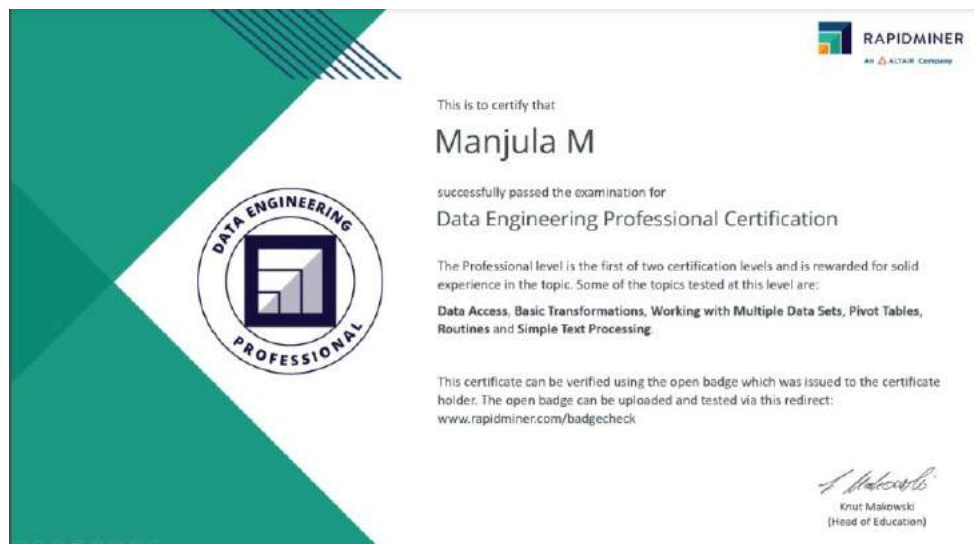 RAPIDMINER
An ALTAIR Company
This is to certify that
Manjula M
successfully passed the examination for
Data Engineering Professional Certification
DATA ENGINEERING
PROFESSIONAL
The Professional level is the first of two certification levels and is rewarded for solid
experience in the topic. Some of the topics tested at this level are:
Data Access, Basic Transformations, Working with Multiple Data Sets, Pivot Tables,
Routines and Simple Text Processing.
This certificate can be verified using the open badge which was issued to the certificate
holder. The open badge can be uploaded and tested via this redirect:
www.rapidminer.com/badgecheck
Knut Makowski
(Head of Education)